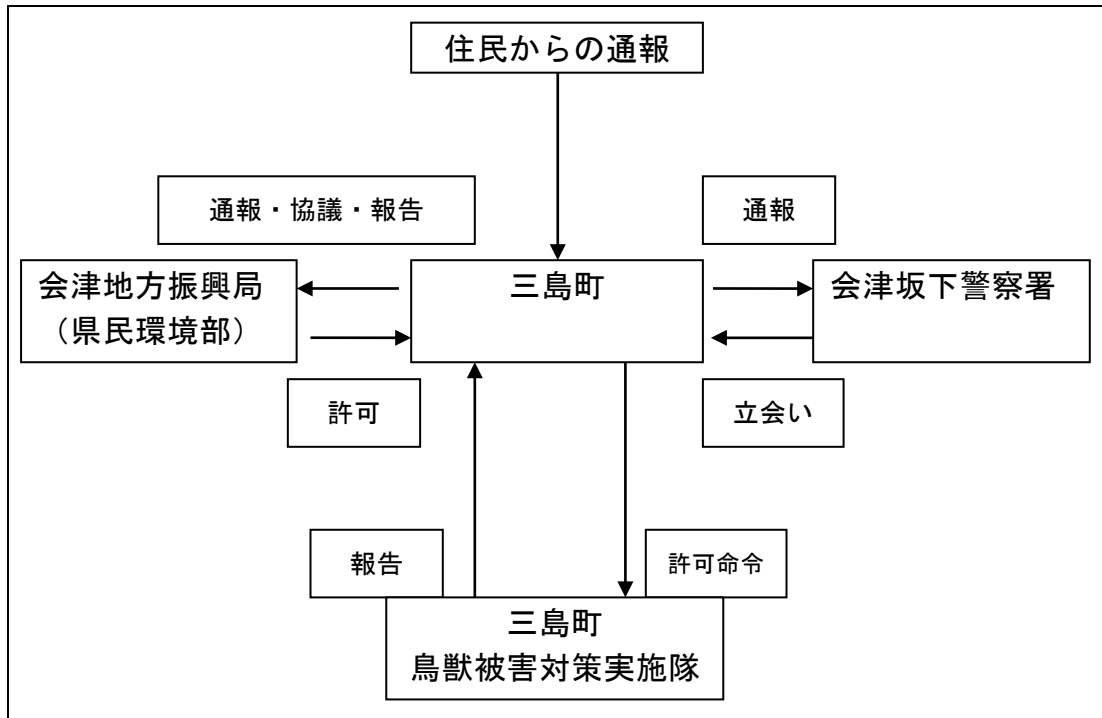 住民からの通報
通報・協議・報告
通報
会津地方振興局
（県民環境部）
三島町
会津坂下警察署
許可
立会い
報告
許可命令
三島町
鳥獣被害対策実施隊